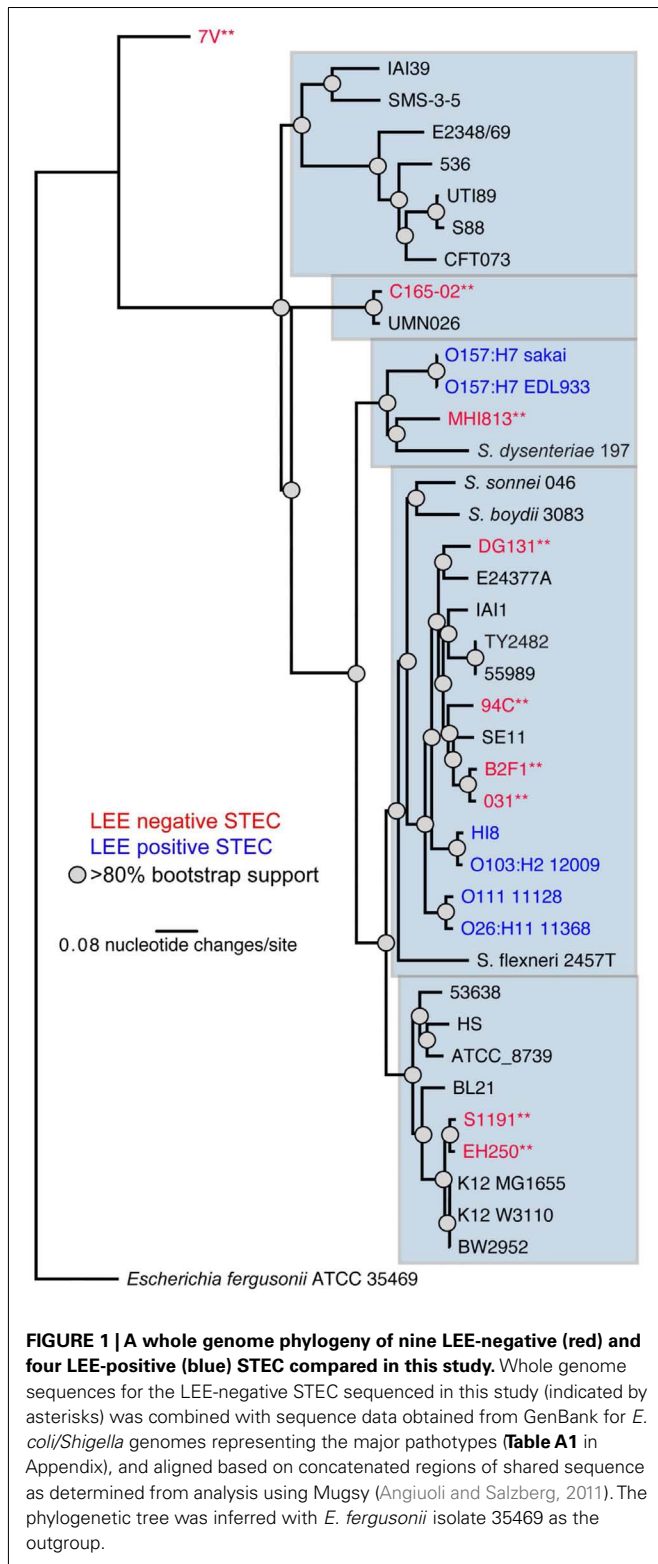 7V**
IAI39
SMS-3-5
E2348/69
536
UTI89
S88
CFT073
C165-02**
UMN026
O157:H7 sakai
O157:H7 EDL933
MHI813**
S. dysenteriae 197
S. sonnei 046
S. boydii 3083
DG131**
E24377A
IAI1
TY2482
55989
94C**
SE11
B2F1**
031**
HI8
O103:H2 12009
O111 11128
O26:H11 11368
S. flexneri 2457T
53638
HS
ATCC_8739
BL21
S1191**
EH250**
K12 MG1655
K12 W3110
BW2952
Escherichia fergusonii ATCC 35469
LEE negative STEC
LEE positive STEC
>80% bootstrap support
0.08 nucleotide changes/site
FIGURE 1 | A whole genome phylogeny of nine LEE-negative (red) and
four LEE-positive (blue) STEC compared in this study. Whole genome
sequences for the LEE-negative STEC sequenced in this study (indicated by
asterisks) was combined with sequence data obtained from GenBank for E.
coli/Shigella genomes representing the major pathotypes (Table A1 in
Appendix), and aligned based on concatenated regions of shared sequence
as determined from analysis using Mugsy (Angiuoli and Salzberg, 2011). The
phylogenetic tree was inferred with E. fergusonii isolate 35469 as the
outgroup.